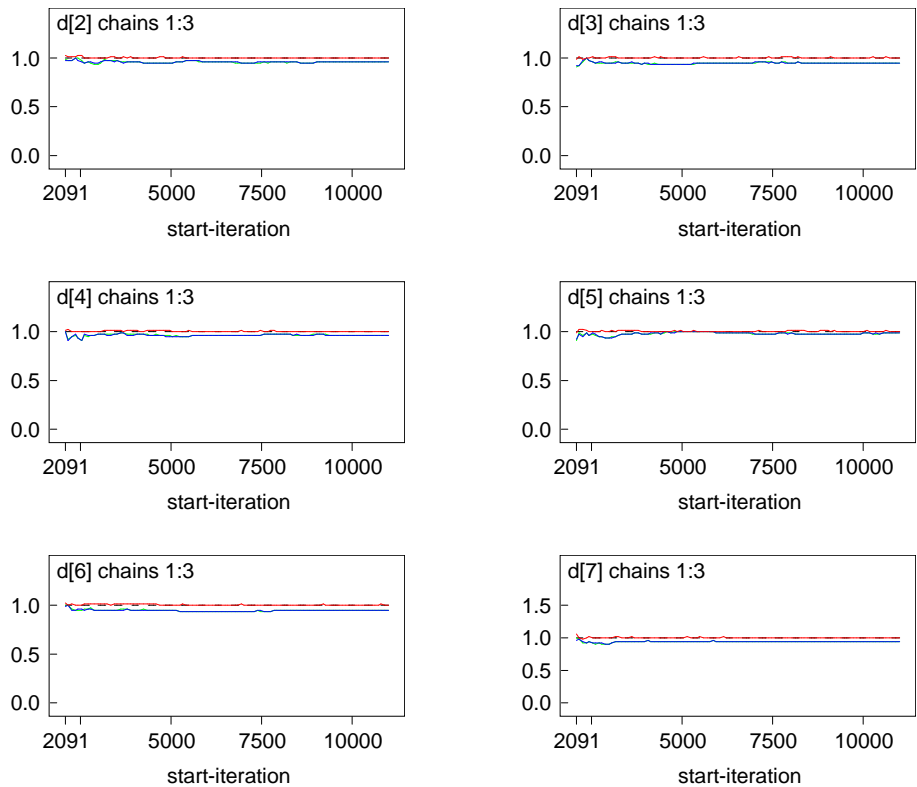 d[2] chains 1:3
1.0
0.5
0.0
2091 5000 7500 10000
start-iteration
d[3] chains 1:3
1.0
0.5
0.0
2091 5000 7500 10000
start-iteration
d[4] chains 1:3
1.0
0.5
0.0
2091 5000 7500 10000
start-iteration
d[5] chains 1:3
1.0
0.5
0.0
2091 5000 7500 10000
start-iteration
d[6] chains 1:3
1.0
0.5
0.0
2091 5000 7500 10000
start-iteration
d[7] chains 1:3
1.5
1.0
0.5
0.0
2091 5000 7500 10000
start-iteration